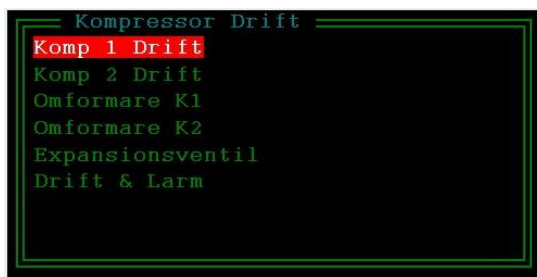 Kompressor Drift
Komp 1 Drift
Komp 2 Drift
Omformare K1
Omformare K2
Expansionsventil
Drift & Larm